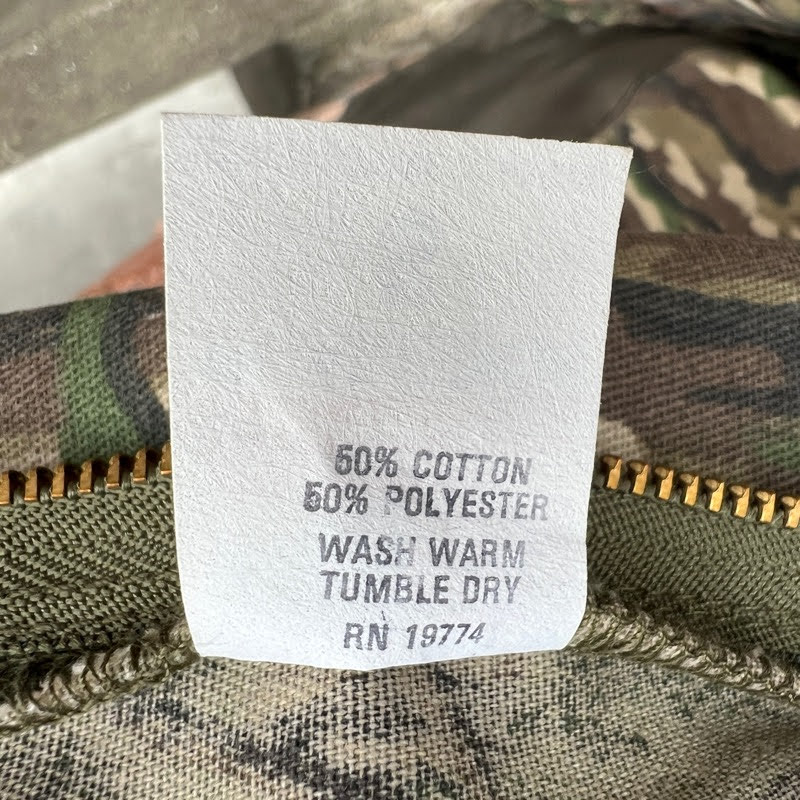 50% COTTON
50% POLYESTER
WASH WARM
TUMBLE DRY
RN 19774